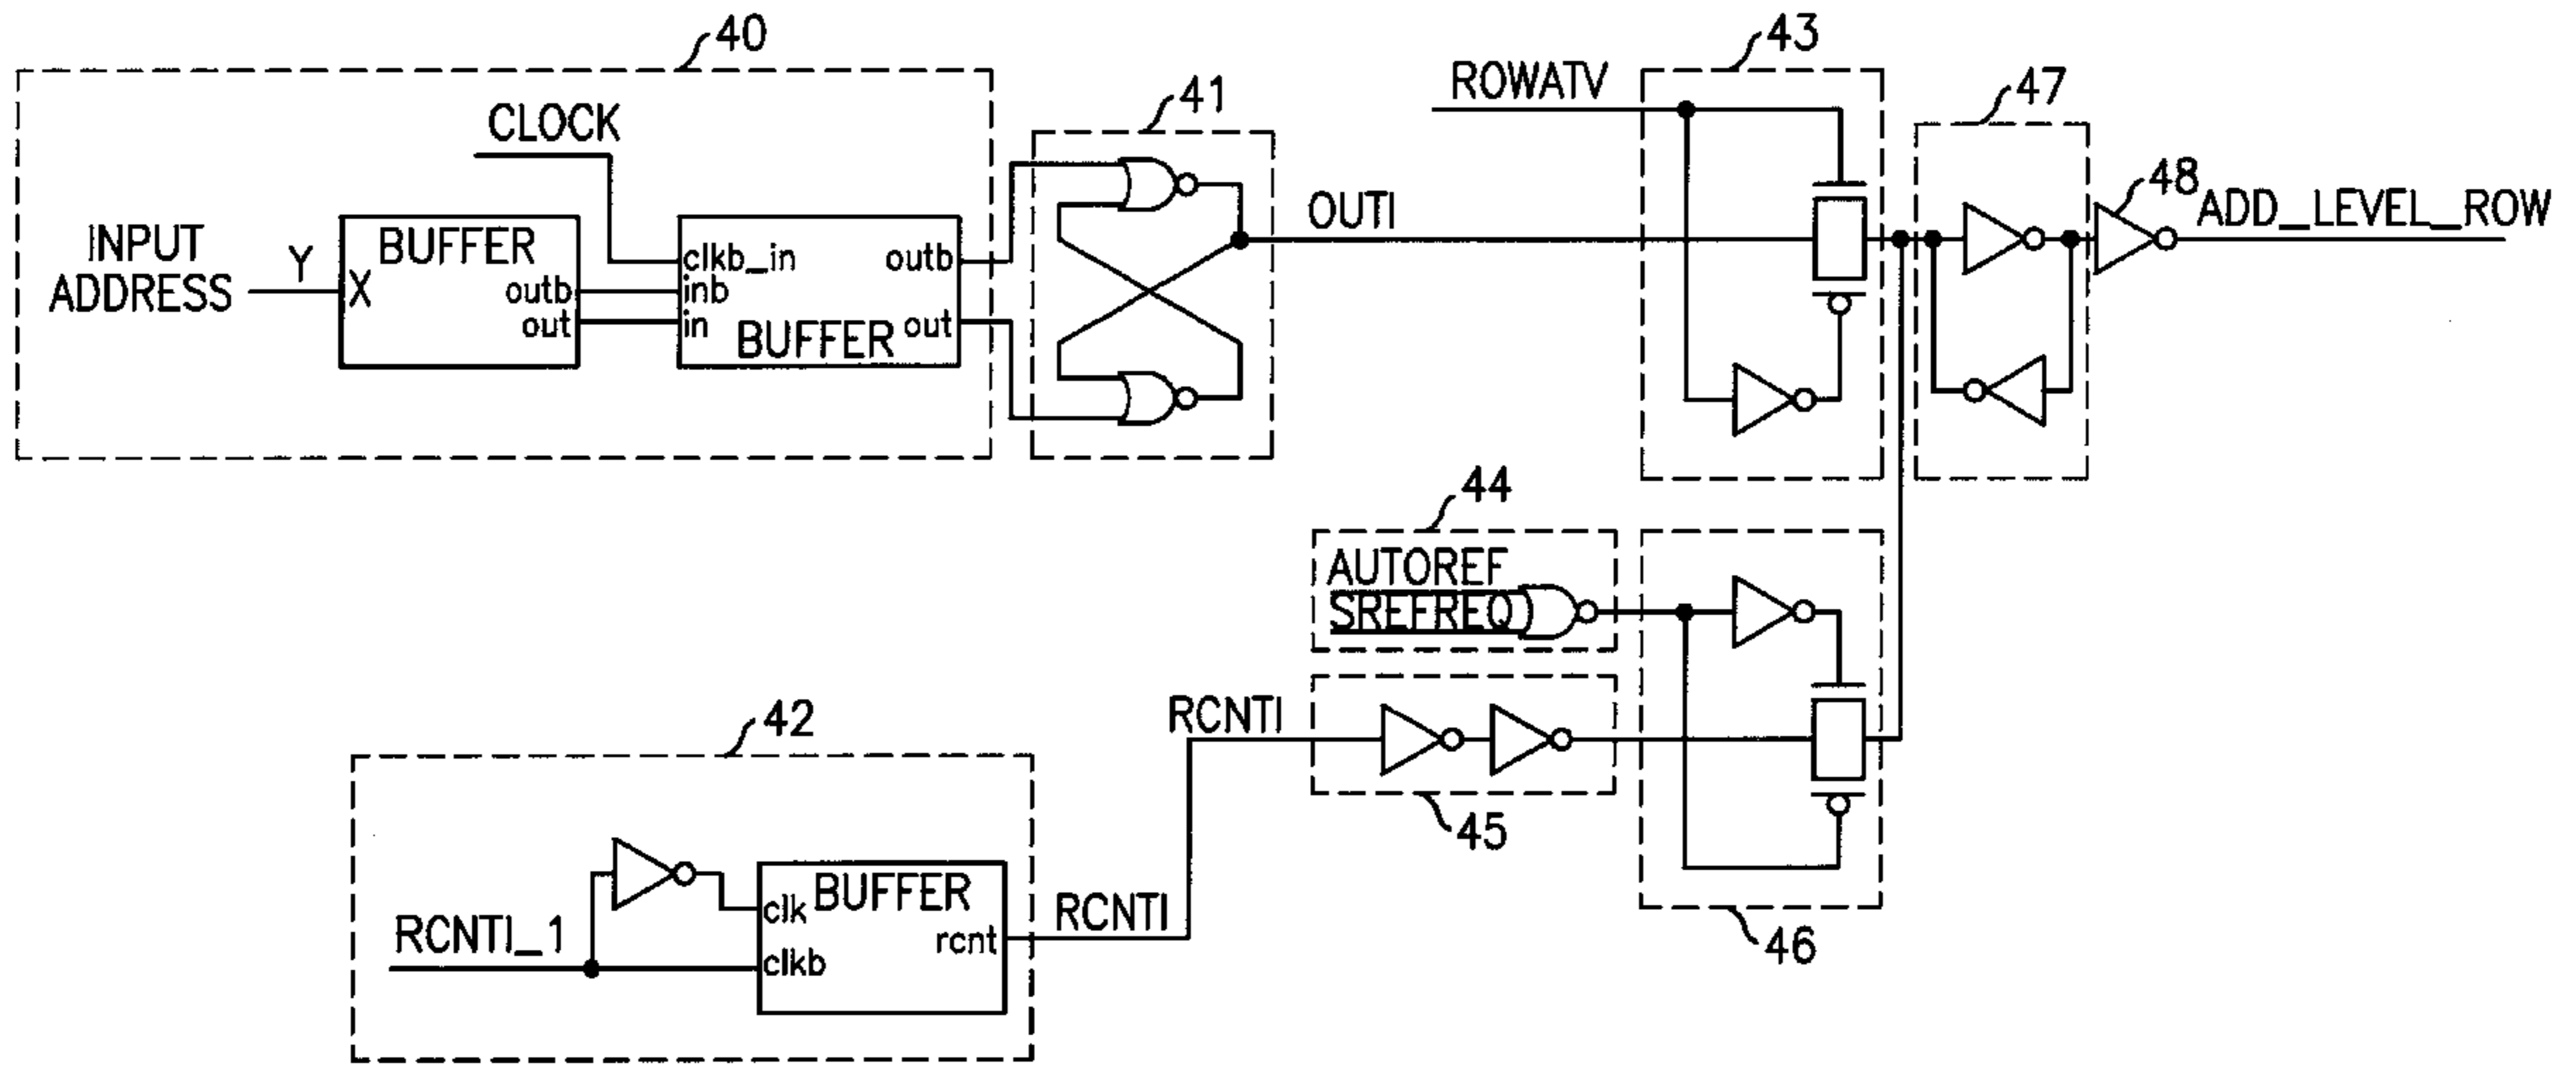 40
CLOCK
INPUT
ADDRESS
Y
X
BUFFER
outb
out
clkb_in
inb
in
BUFFER
outb
out
41
OUTI
ROWATV
43
47
48
ADD_LEVEL_ROW
44
AUTOREF
SREFREQ
RCNTI
45
46
42
RCNTI_1
clk
clkb
BUFFER
rcnt
RCNTI